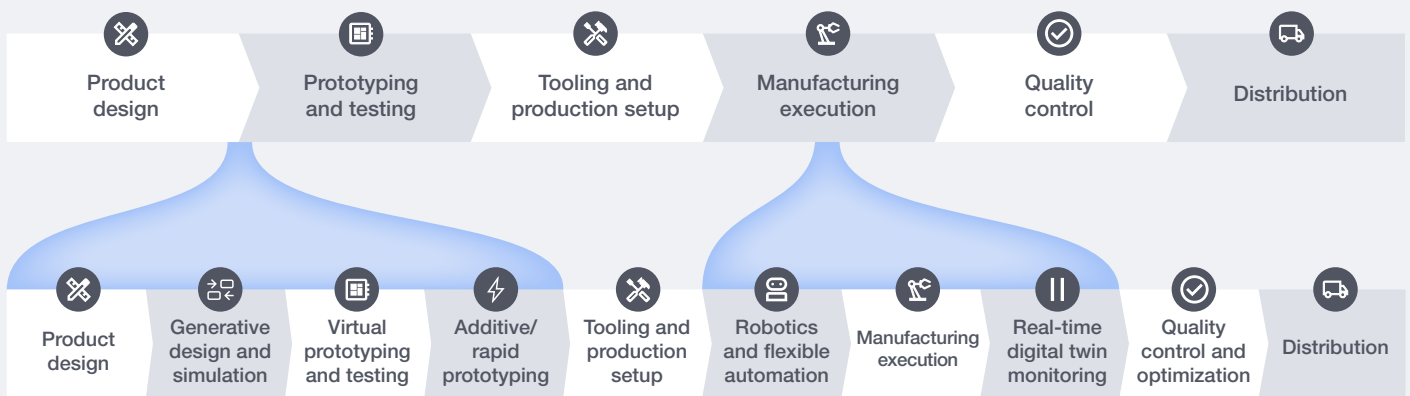 Product
design
Prototyping
and testing
Tooling and
production setup
Manufacturing
execution
Quality
control
Distribution
Product
design
Generative
design and
simulation
Virtual
prototyping
and testing
Additive/
rapid
prototyping
Tooling and
production
setup
Robotics
and flexible
automation
Manufacturing
execution
Real-time
digital twin
monitoring
Quality
control and
optimization
Distribution